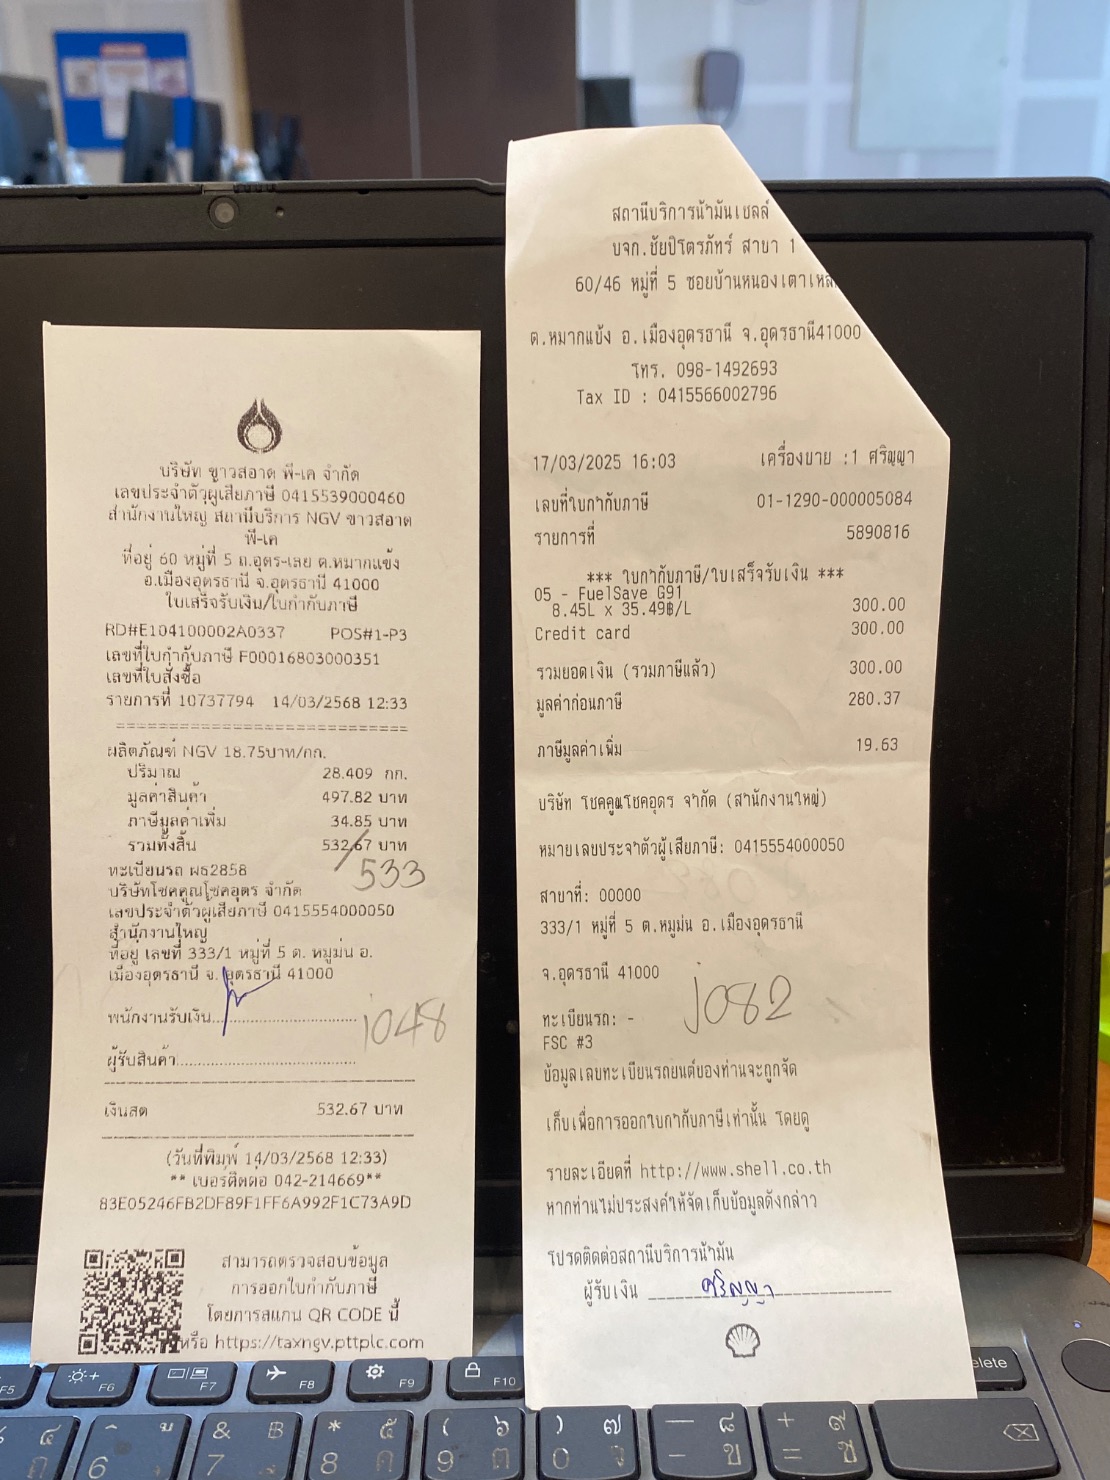 บริษัท ขาวสอาด พี-เค จำกัด
เลขประจำตัวผู้เสียภาษี 0415539000460
สำนักงานใหญ่ สถานีบริการ NGV ขาวสอาด
พี-เค
ที่อยู่ 60 หมู่ที่ 5 ถ.อุดร-เลย ต.หมากแข้ง
อ.เมืองอุดรธานี จ.อุดรธานี 41000
ใบเสร็จรับเงิน/ใบกำกับภาษี
RD#E104100002A0337 POS#1-P3
เลขที่ใบกำกับภาษี F00016803000351
เลขที่ใบสั่งซื้อ
รายการที่ 10737794 14/03/2568 12:33
==============================
ผลิตภัณฑ์ NGV 18.75บาท/กก.
ปริมาณ 28.409 กก.
มูลค่าสินค้า 497.82 บาท
ภาษีมูลค่าเพิ่ม 34.85 บาท
รวมทั้งสิ้น 532.67 บาท
533
ทะเบียนรถ ผธ2858
บริษัทโชคคูณโชคอุดร จำกัด
เลขประจำตัวผู้เสียภาษี 0415554000050
สำนักงานใหญ่
ที่อยู่ เลขที่ 333/1 หมู่ที่ 5 ต. หมูม่น อ.
เมืองอุดรธานี จ. อุดรธานี 41000
พนักงานรับเงิน..............................
j048
ผู้รับสินค้า..............................
เงินสด 532.67 บาท
(วันที่พิมพ์ 14/03/2568 12:33)
** เบอร์ติดต่อ 042-214669**
83E05246FB2DF89F1FF6A992F1C73A9D
สามารถตรวจสอบข้อมูล
การออกใบกำกับภาษี
โดยการสแกน QR CODE นี้
หรือ https://taxngv.pttplc.com
สถานีบริการน้ำมันเชลล์
บจก.ชัยปิโตรภัทร์ สาขา 1
60/46 หมู่ที่ 5 ซอยบ้านหนองเตาเหล็
ต.หมากแข้ง อ.เมืองอุดรธานี จ.อุดรธานี41000
โทร. 098-1492693
Tax ID : 0415566002796
17/03/2025 16:03 เครื่องขาย :1 ศริญญา
เลขที่ใบกำกับภาษี 01-1290-000005084
รายการที่ 5890816
*** ใบกำกับภาษี/ใบเสร็จรับเงิน ***
05 - FuelSave G91
8.45L x 35.49฿/L 300.00
Credit card 300.00
รวมยอดเงิน (รวมภาษีแล้ว) 300.00
มูลค่าก่อนภาษี 280.37
ภาษีมูลค่าเพิ่ม 19.63
บริษัท โชคคูณโชคอุดร จำกัด (สำนักงานใหญ่)
หมายเลขประจำตัวผู้เสียภาษี: 0415554000050
สาขาที่: 00000
333/1 หมู่ที่ 5 ต.หมูม่น อ.เมืองอุดรธานี
จ.อุดรธานี 41000
j082
ทะเบียนรถ: -
FSC #3
ข้อมูลเลขทะเบียนรถยนต์ของท่านจะถูกจัด
เก็บเพื่อการออกใบกำกับภาษีเท่านั้น โดยดู
รายละเอียดที่ http://www.shell.co.th
หากท่านไม่ประสงค์ให้จัดเก็บข้อมูลดังกล่าว
โปรดติดต่อสถานีบริการน้ำมัน
ผู้รับเงิน ศริญญา
F5 F6 F7 F8 F9 F10 elete
๔ ๕ ๖ ๗ ๘ ๙
6 7 & ฿ 8 * ค 9 ( ต 0 ) จ - ข = + ช